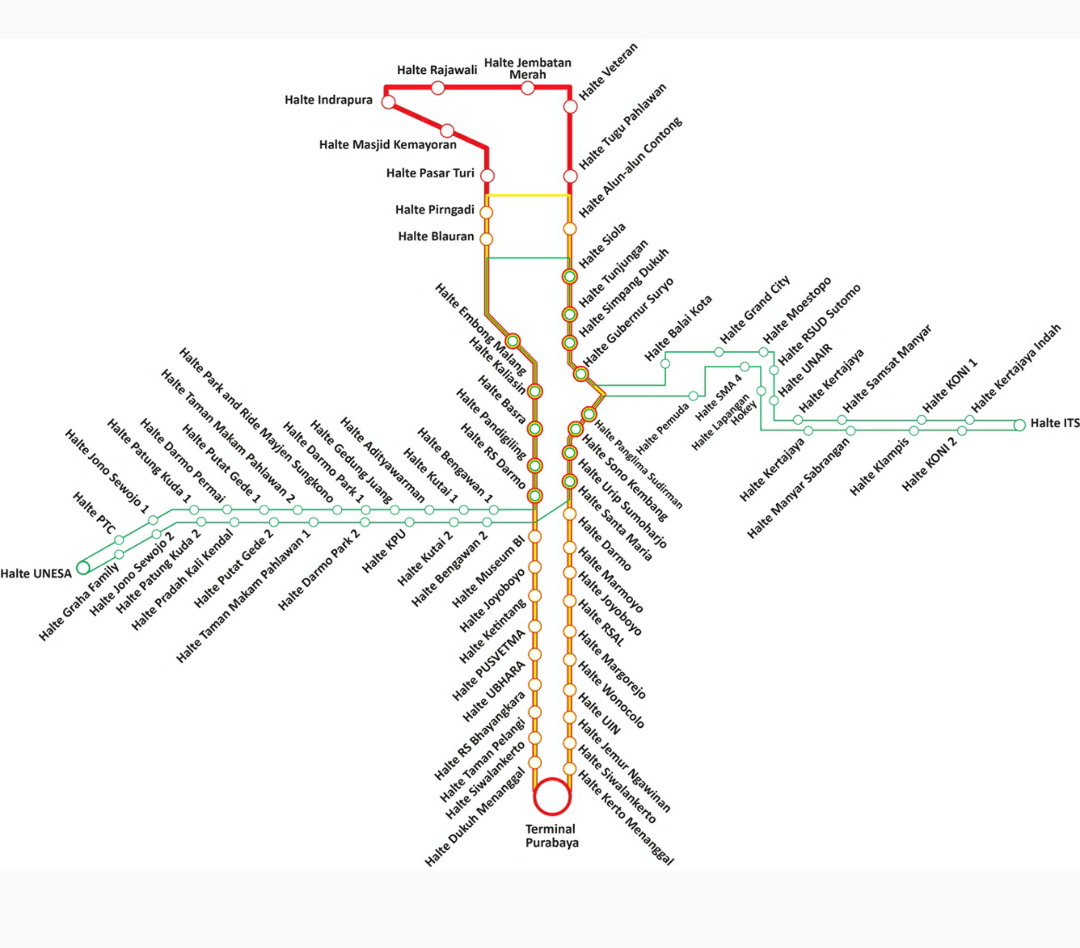 Halte Rajawali
Halte Jembatan
Merah
Halte Veteran
Halte Indrapura
Halte Tugu Pahlawan
Halte Masjid Kemayoran
Halte Alun-alun Contong
Halte Pasar Turi
Halte Pirngadi
Halte Blauran
Halte Siola
Halte Tunjungan
Halte Simpang Dukuh
Halte Gubernur Suryo
Halte Balai Kota
Halte Grand City
Halte Moestopo
Halte RSUD Sutomo
Halte UNAIR
Halte Kertajaya
Halte Samsat Manyar
Halte KONI 1
Halte Kertajaya Indah
Halte ITS
Halte Pemuda
Halte SMA 4
Halte Lapangan
Hokey
Halte Kertajaya
Halte Manyar Sabrangan
Halte Klampis
Halte KONI 2
Halte Embong Malang
Halte Kaliasin
Halte Basra
Halte Pandigiling
Halte RS Darmo
Halte Panglima Sudirman
Halte Sono Kembang
Halte Urip Sumoharjo
Halte Santa Maria
Halte Park and Ride Mayjen Sungkono
Halte Taman Makam Pahlawan 2
Halte Putat Gede 1
Halte Darmo Permai
Halte Patung Kuda 1
Halte Jono Sewojo 1
Halte PTC
Halte Darmo Park 1
Halte Gedung Juang
Halte Adityawarman
Halte Kutai 1
Halte Bengawan 1
Halte UNESA
Halte Graha Family
Halte Jono Sewojo 2
Halte Patung Kuda 2
Halte Pradah Kali Kendal
Halte Putat Gede 2
Halte Taman Makam Pahlawan 1
Halte Darmo Park 2
Halte KPU
Halte Kutai 2
Halte Bengawan 2
Halte Museum BI
Halte Joyoboyo
Halte Ketintang
Halte PUSVETMA
Halte UBHARA
Halte RS Bhayangkara
Halte Taman Pelangi
Halte Siwalankerto
Halte Dukuh Menanggal
Halte Darmo
Halte Marmoyo
Halte Joyoboyo
Halte RSAL
Halte Margorejo
Halte Wonocolo
Halte UIN
Halte Jemur Ngawinan
Halte Siwalankerto
Halte Kerto Menanggal
Terminal
Purabaya